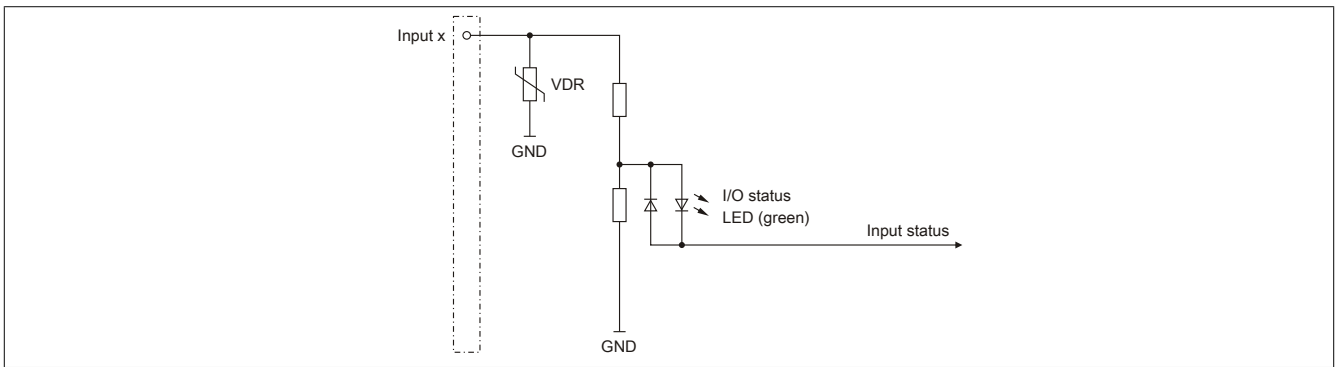 Input x
VDR
GND
I/O status
LED (green)
Input status
GND